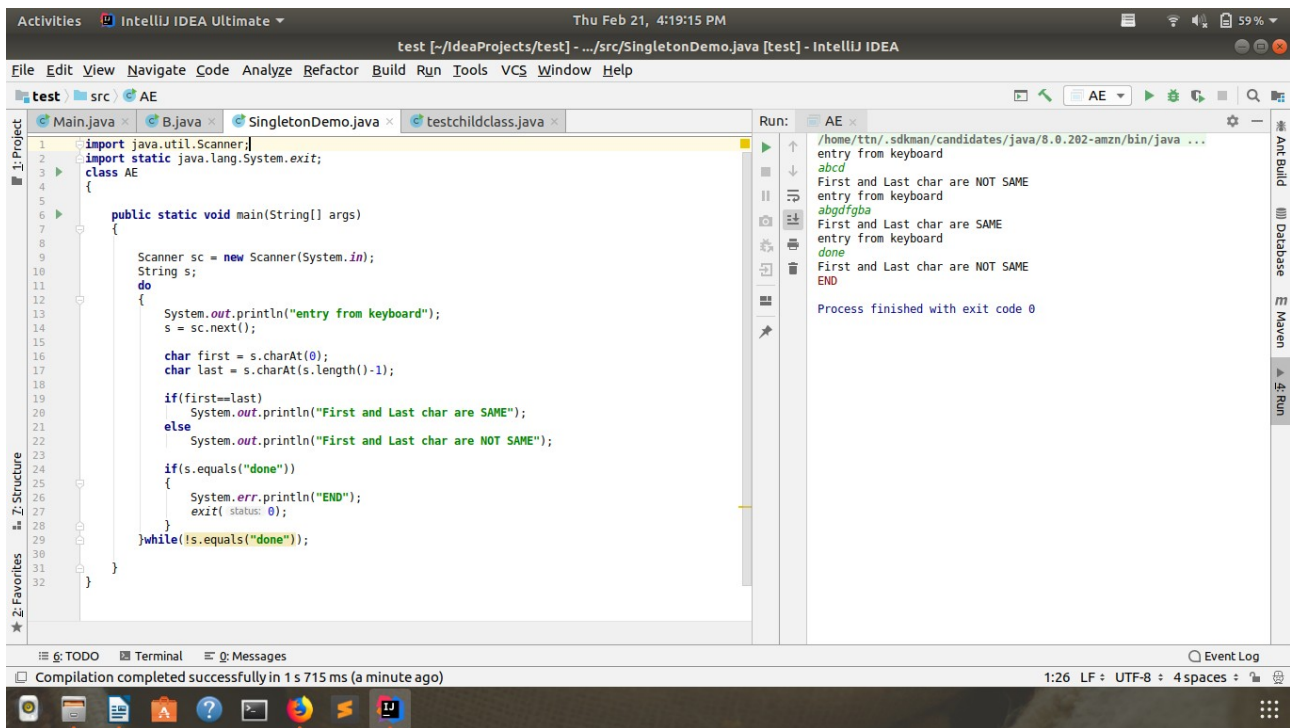 Activities IntelliJ IDEA Ultimate Thu Feb 21, 4:19:15 PM 59 %
test [~/IdeaProjects/test] - .../src/SingletonDemo.java [test] - IntelliJ IDEA
File Edit View Navigate Code Analyze Refactor Build Run Tools VCS Window Help
test src AE AE
Main.java B.java SingletonDemo.java testchildclass.java
1 import java.util.Scanner;
2 import static java.lang.System.exit;
3 class AE
4 {
5
6 public static void main(String[] args)
7 {
8
9 Scanner sc = new Scanner(System.in);
10 String s;
11 do
12 {
13 System.out.println("entry from keyboard");
14 s = sc.next();
15
16 char first = s.charAt(0);
17 char last = s.charAt(s.length()-1);
18
19 if(first==last)
20 System.out.println("First and Last char are SAME");
21 else
22 System.out.println("First and Last char are NOT SAME");
23
24 if(s.equals("done"))
25 {
26 System.err.println("END");
27 exit( status: 0);
28 }
29 }while(!s.equals("done"));
30
31 }
32 }
Run: AE
/home/ttn/.sdkman/candidates/java/8.0.202-amzn/bin/java ...
entry from keyboard
abcd
First and Last char are NOT SAME
entry from keyboard
abgdfgba
First and Last char are SAME
entry from keyboard
done
First and Last char are NOT SAME
END
Process finished with exit code 0
1: Project
7: Structure
2: Favorites
Ant Build
Database
m Maven
4: Run
6: TODO Terminal 0: Messages Event Log
Compilation completed successfully in 1 s 715 ms (a minute ago) 1:26 LF UTF-8 4 spaces